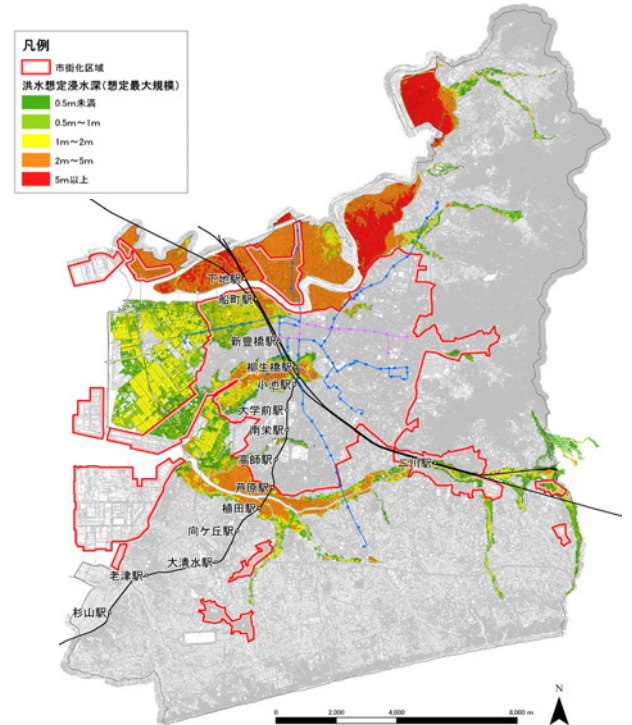 凡例
市街化区域
洪水想定浸水深(想定最大規模)
0.5m未満
0.5m～1m
1m～2m
2m～5m
5m以上
下地駅
船町駅
新豊橋駅
柳生橋駅
小池駅
大学前駅
南栄駅
高師駅
二川駅
芦原駅
植田駅
向ケ丘駅
大清水駅
老津駅
杉山駅
N
0 2,000 4,000 8,000 m